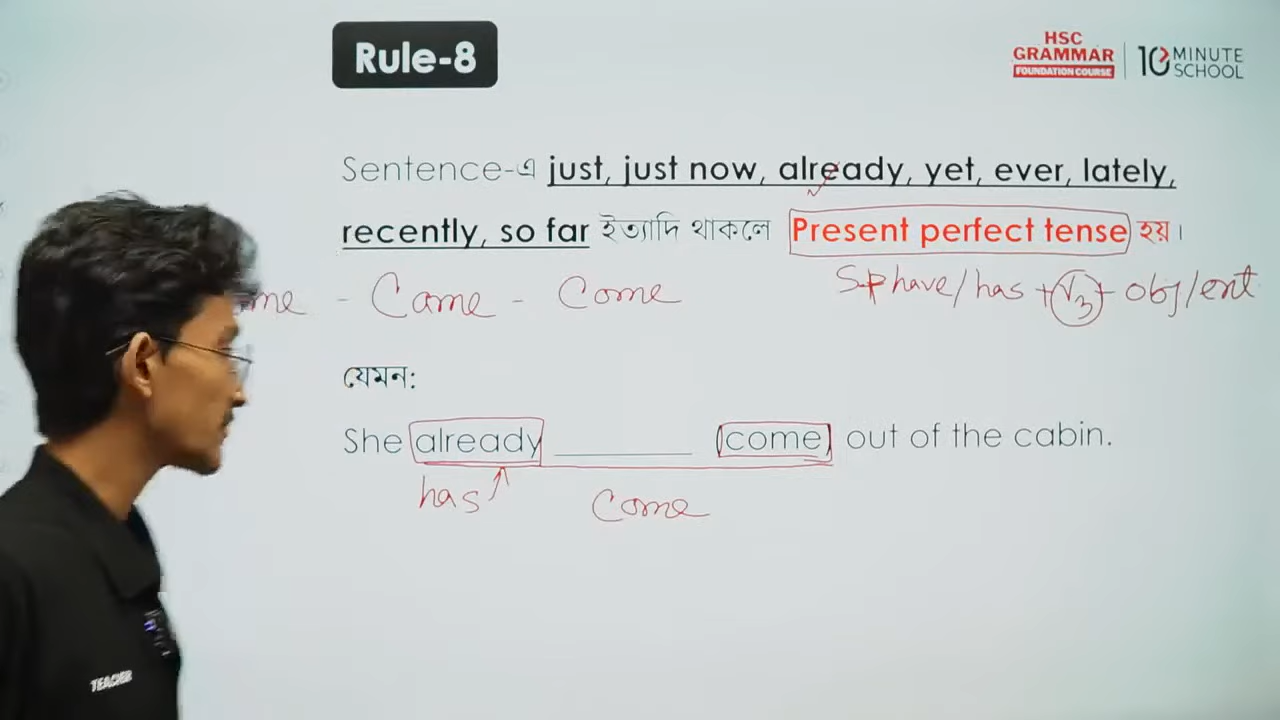 Rule-8
HSC
GRAMMAR
FOUNDATION COURSE
10 MINUTE
SCHOOL
Sentence-এ just, just now, already, yet, ever, lately,
recently, so far ইত্যাদি থাকলে Present perfect tense হয়।
- Came - Come
S+ have/has + V3 + obj/ext
যেমন:
She already ________ (come) out of the cabin.
has Come
TEACHER